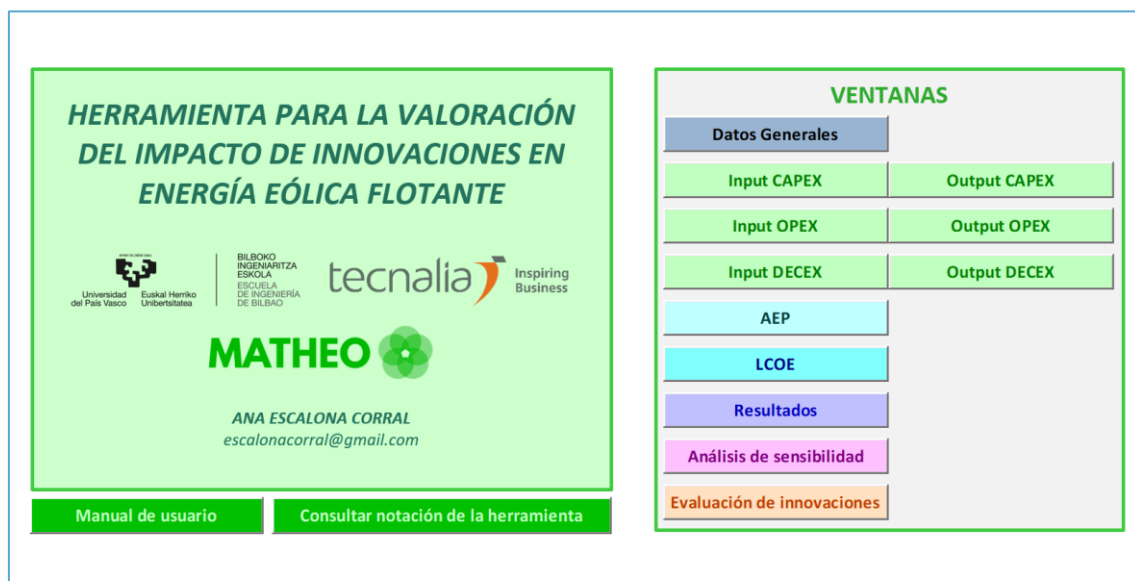 HERRAMIENTA PARA LA VALORACIÓN
DEL IMPACTO DE INNOVACIONES EN
ENERGÍA EÓLICA FLOTANTE
Universidad
del País Vasco
Euskal Herriko
Unibertsitatea
BILBOKO
INGENIARITZA
ESKOLA
ESCUELA
DE INGENIERÍA
DE BILBAO
tecnalia
Inspiring
Business
MATHEO
ANA ESCALONA CORRAL
escalonacorral@gmail.com
Manual de usuario
Consultar notación de la herramienta
VENTANAS
Datos Generales
Input CAPEX
Output CAPEX
Input OPEX
Output OPEX
Input DECEX
Output DECEX
AEP
LCOE
Resultados
Análisis de sensibilidad
Evaluación de innovaciones